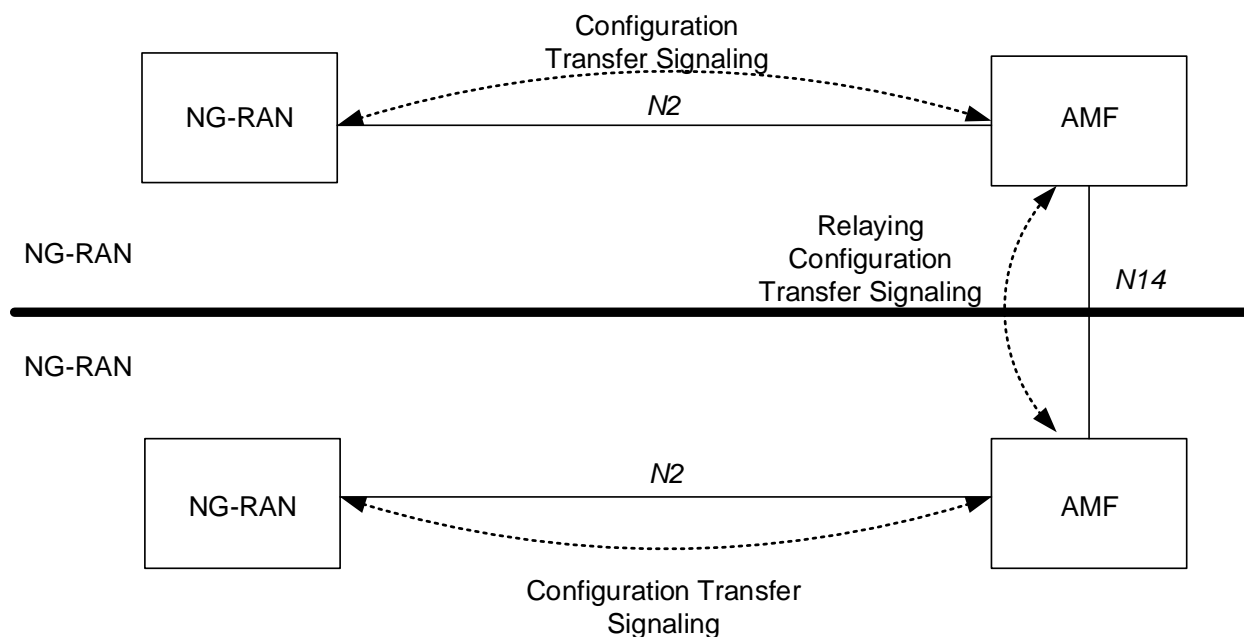 Configuration
Transfer Signaling
NG-RAN
N2
AMF
NG-RAN
Relaying
Configuration
Transfer Signaling
N14
NG-RAN
NG-RAN
N2
AMF
Configuration Transfer
Signaling